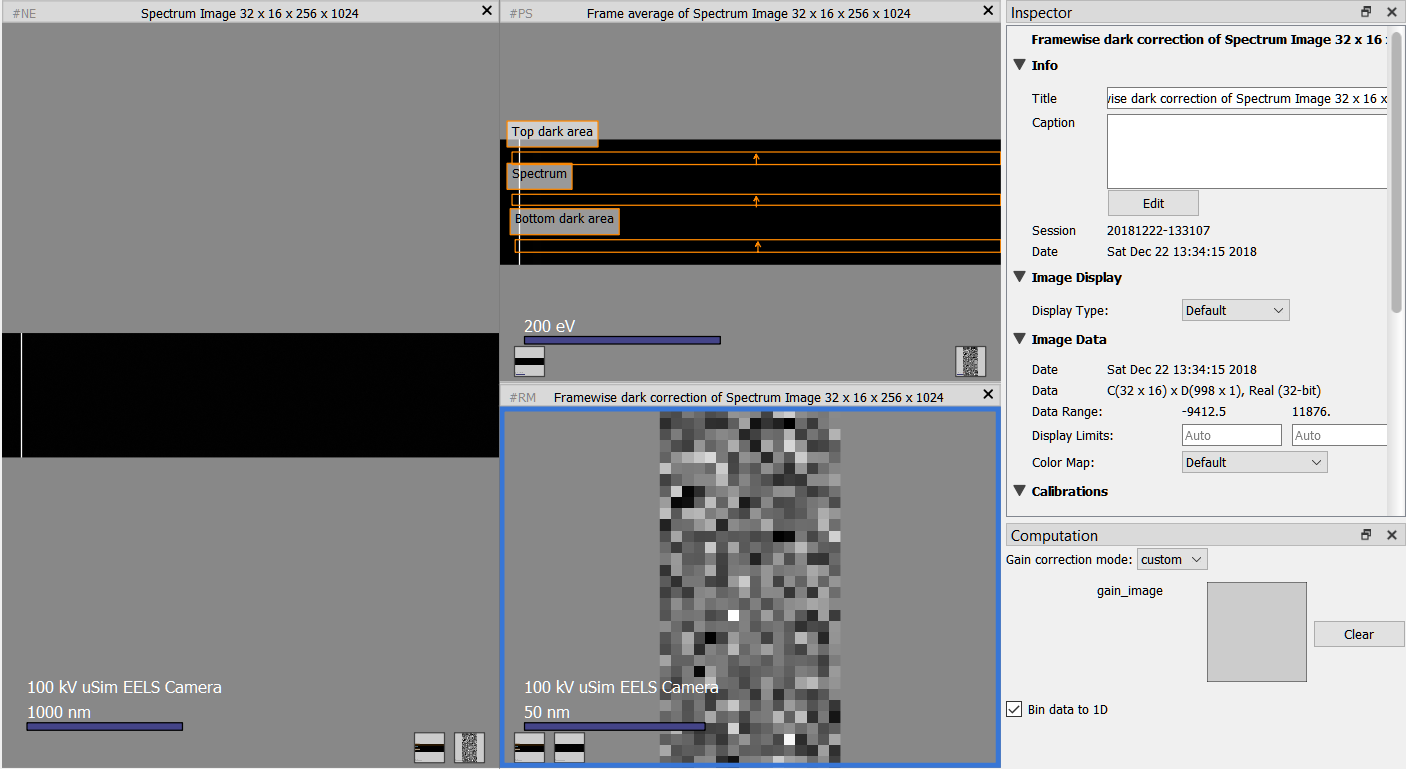 #NE Spectrum Image 32 x 16 x 256 x 1024
#PS Frame average of Spectrum Image 32 x 16 x 256 x 1024
Top dark area
Spectrum
Bottom dark area
200 eV
#RM Framewise dark correction of Spectrum Image 32 x 16 x 256 x 1024
100 kV uSim EELS Camera
1000 nm
100 kV uSim EELS Camera
50 nm
Inspector
Framewise dark correction of Spectrum Image 32 x 16
Info
Title wise dark correction of Spectrum Image 32 x 16 x
Caption
Edit
Session 20181222-133107
Date Sat Dec 22 13:34:15 2018
Image Display
Display Type: Default
Image Data
Date Sat Dec 22 13:34:15 2018
Data C(32 x 16) x D(998 x 1), Real (32-bit)
Data Range: -9412.5 11876.
Display Limits: Auto Auto
Color Map: Default
Calibrations
Computation
Gain correction mode: custom
gain_image
Clear
Bin data to 1D